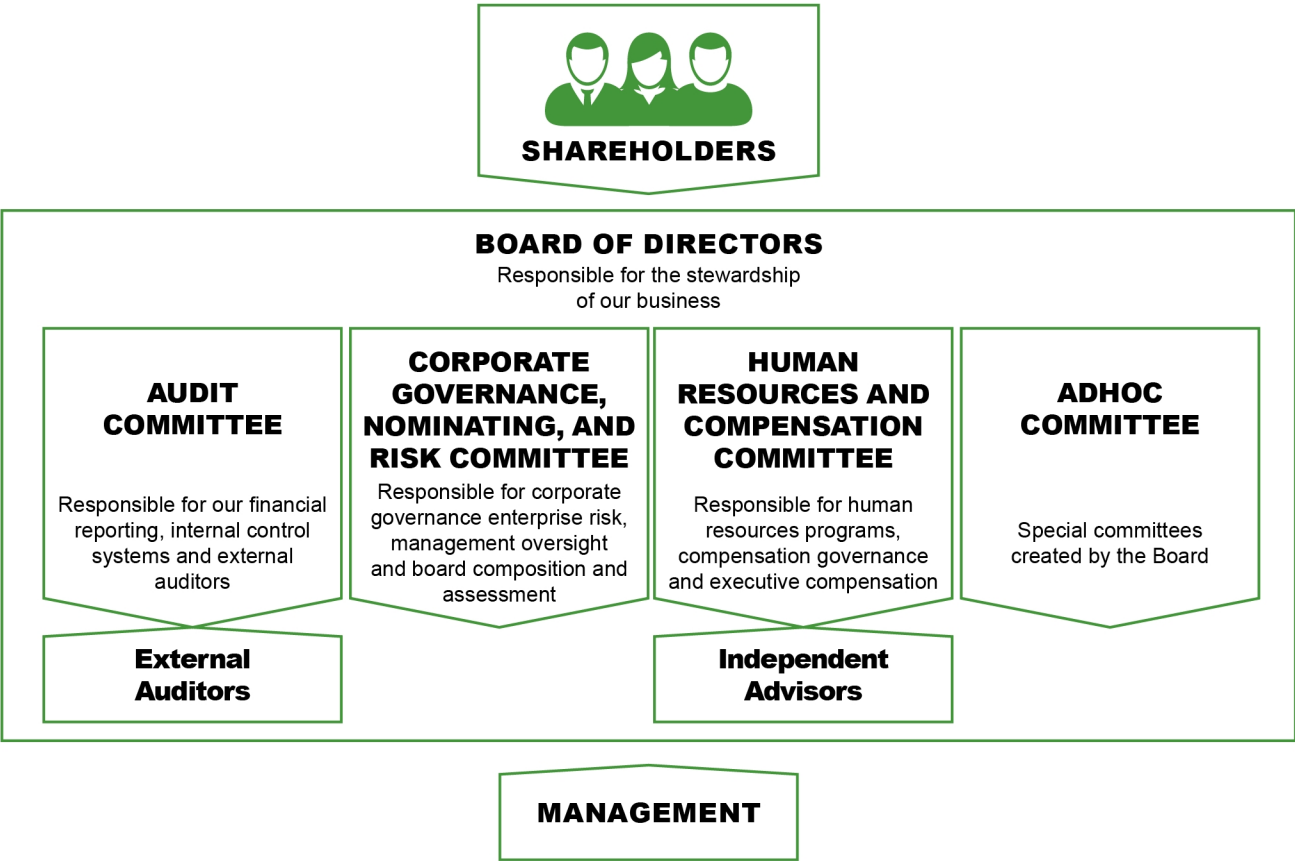 SHAREHOLDERS
BOARD OF DIRECTORS
Responsible for the stewardship
of our business
AUDIT
COMMITTEE
Responsible for our financial
reporting, internal control
systems and external
auditors
CORPORATE
GOVERNANCE,
NOMINATING, AND
RISK COMMITTEE
Responsible for corporate
governance enterprise risk,
management oversight
and board composition and
assessment
HUMAN
RESOURCES AND
COMPENSATION
COMMITTEE
Responsible for human
resources programs,
compensation governance
and executive compensation
ADHOC
COMMITTEE
Special committees
created by the Board
External
Auditors
Independent
Advisors
MANAGEMENT